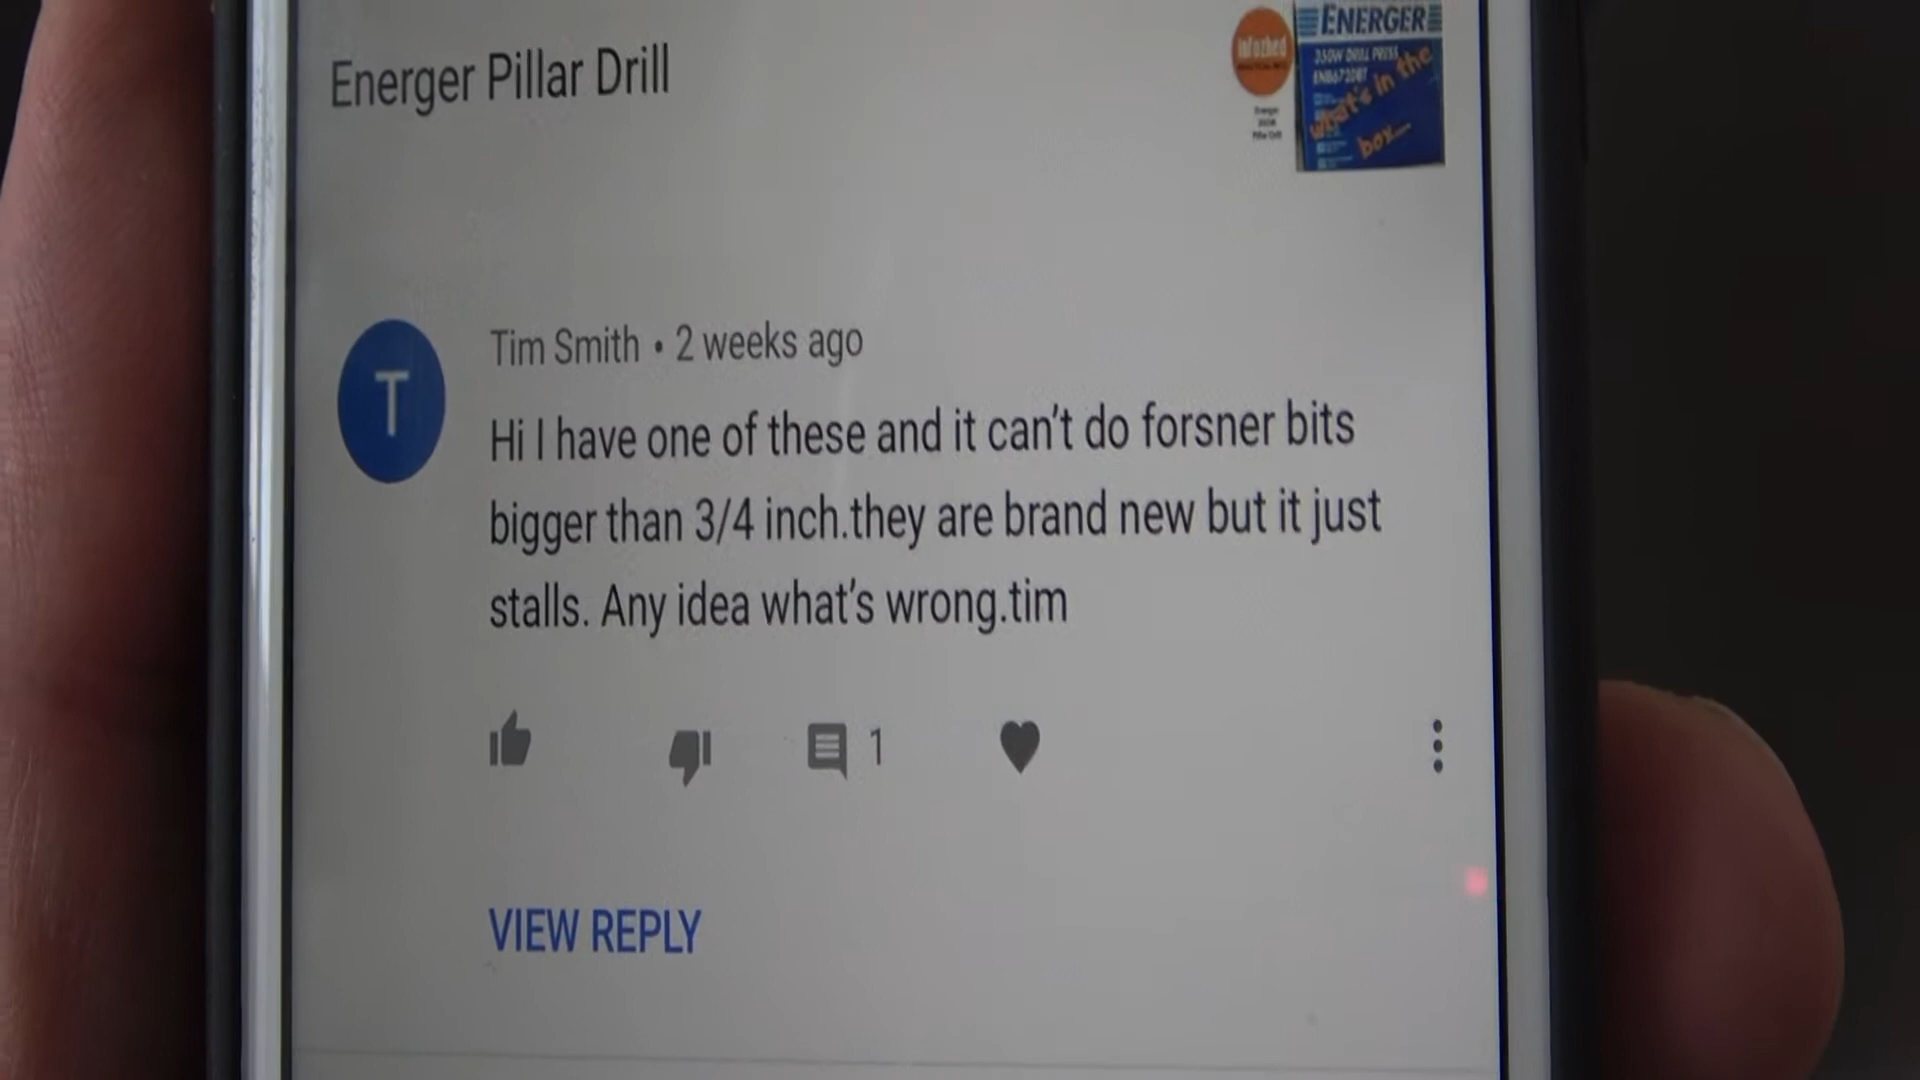 Energer Pillar Drill
ENERGER
350W DRILL PRESS
ENB672DBT
what's in the
box....
T
Tim Smith • 2 weeks ago
Hi I have one of these and it can't do forsner bits
bigger than 3/4 inch.they are brand new but it just
stalls. Any idea what's wrong.tim
1
VIEW REPLY